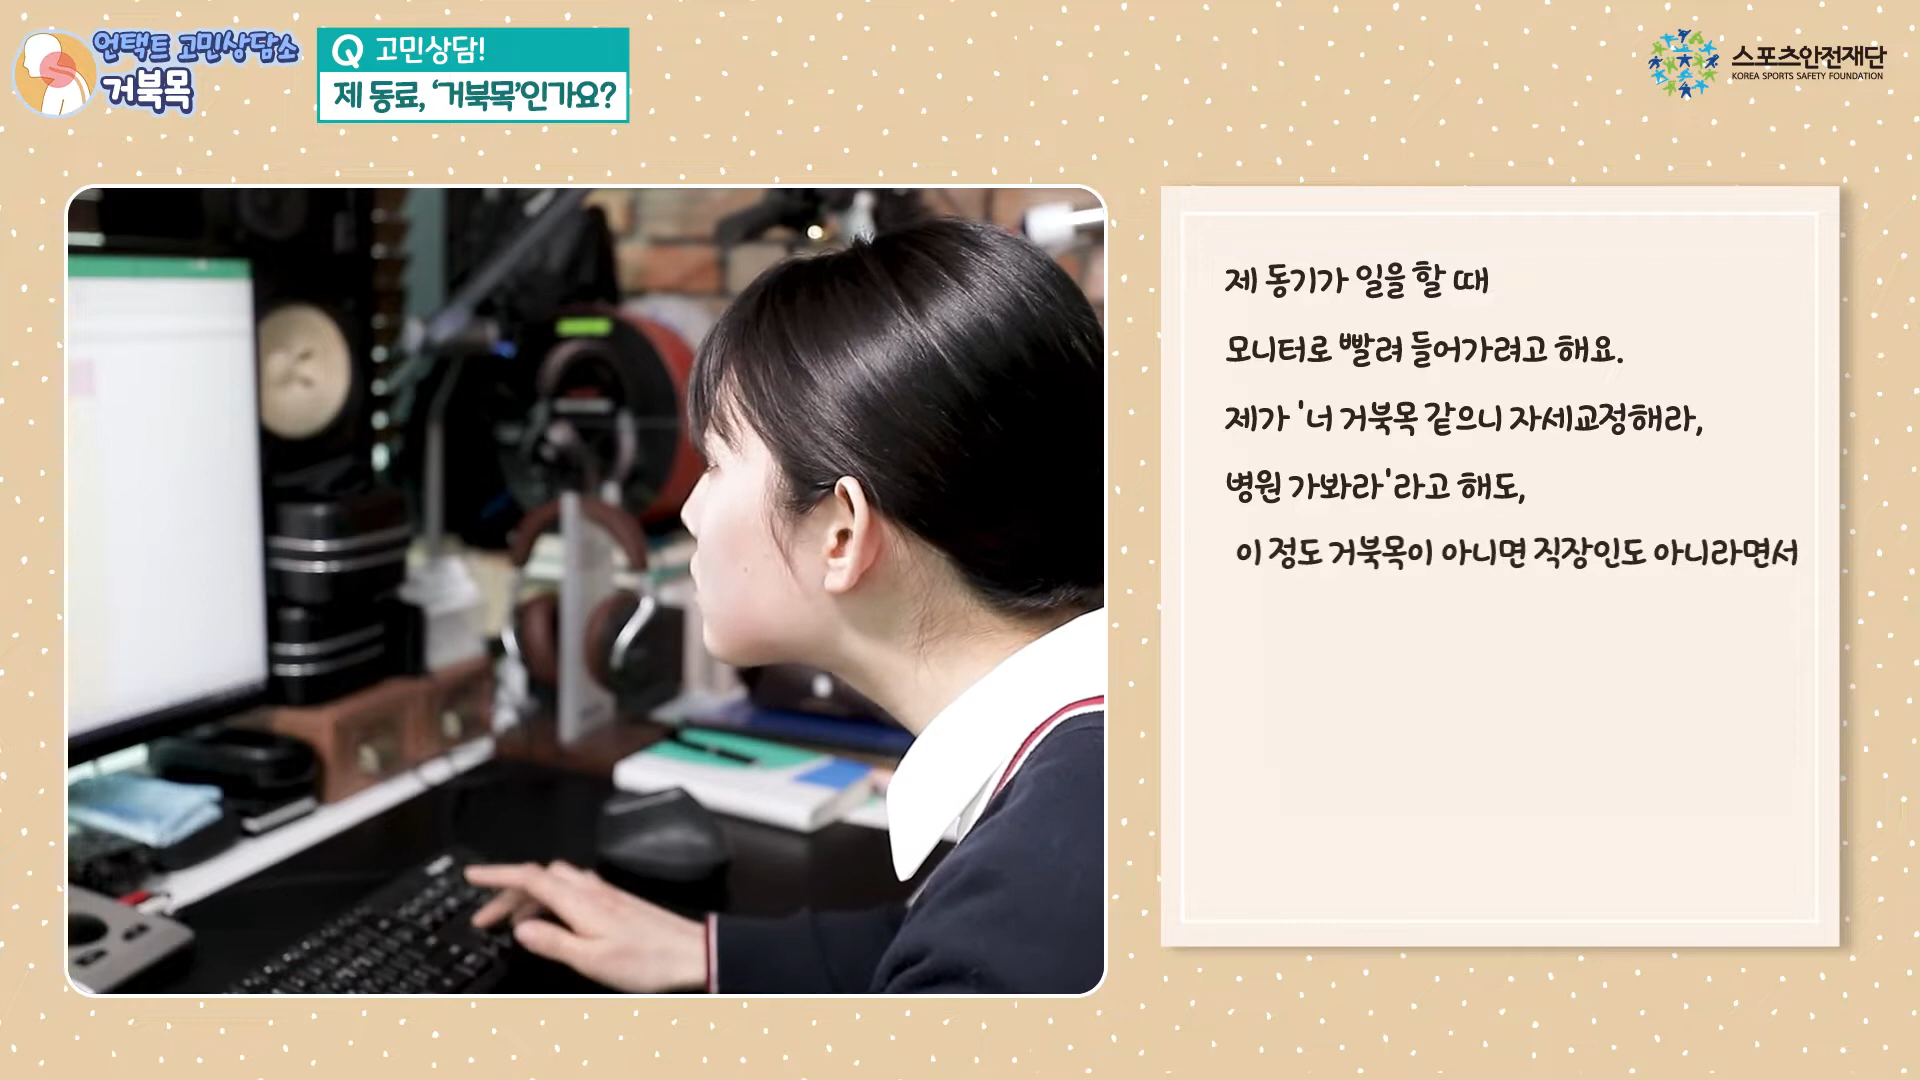 언택트 고민상담소
거북목
Q 고민상담!
제 동료, ‘거북목’인가요?
스포츠안전재단
KOREA SPORTS SAFETY FOUNDATION
제 동기가 일을 할 때
모니터로 빨려 들어가려고 해요.
제가 '너 거북목 같으니 자세교정해라,
병원 가봐라'라고 해도,
이 정도 거북목이 아니면 직장인도 아니라면서